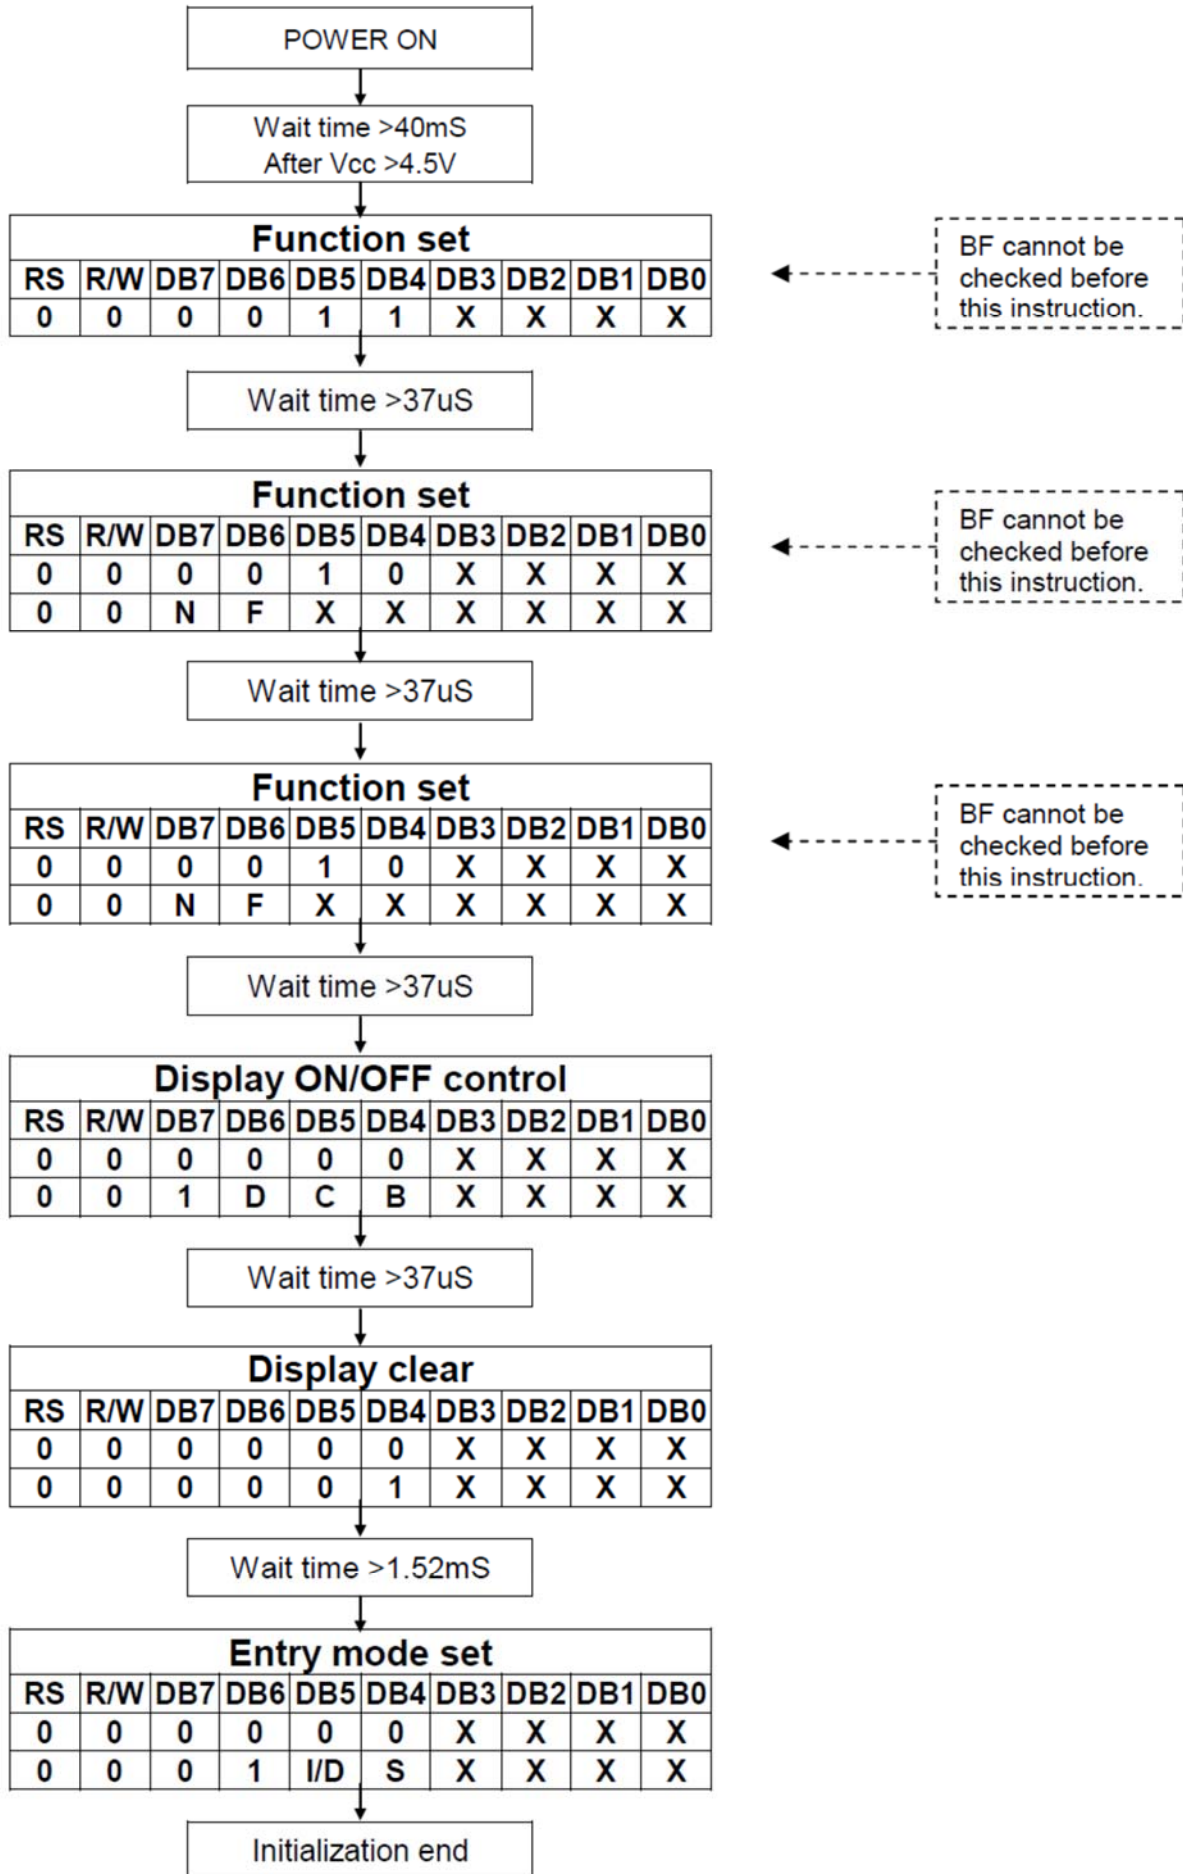 POWER ON
Wait time >40mS
After Vcc >4.5V
Function set
RS R/W DB7 DB6 DB5 DB4 DB3 DB2 DB1 DB0
0 0 0 0 1 1 X X X X
BF cannot be
checked before
this instruction.
Wait time >37uS
Function set
RS R/W DB7 DB6 DB5 DB4 DB3 DB2 DB1 DB0
0 0 0 0 1 0 X X X X
0 0 N F X X X X X X
BF cannot be
checked before
this instruction.
Wait time >37uS
Function set
RS R/W DB7 DB6 DB5 DB4 DB3 DB2 DB1 DB0
0 0 0 0 1 0 X X X X
0 0 N F X X X X X X
BF cannot be
checked before
this instruction.
Wait time >37uS
Display ON/OFF control
RS R/W DB7 DB6 DB5 DB4 DB3 DB2 DB1 DB0
0 0 0 0 0 0 X X X X
0 0 1 D C B X X X X
Wait time >37uS
Display clear
RS R/W DB7 DB6 DB5 DB4 DB3 DB2 DB1 DB0
0 0 0 0 0 0 X X X X
0 0 0 0 0 1 X X X X
Wait time >1.52mS
Entry mode set
RS R/W DB7 DB6 DB5 DB4 DB3 DB2 DB1 DB0
0 0 0 0 0 0 X X X X
0 0 0 1 I/D S X X X X
Initialization end